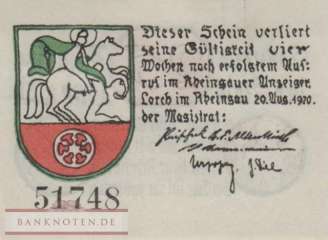 Dieser Schein verliert
seine Gültigkeit vier
Wochen nach erfolgtem Auf=
ruf im Rheingauer Anzeiger
Lorch im Rheingau 20. Aug. 1920.
der Magistrat:
51748
BANKNOTEN.DE